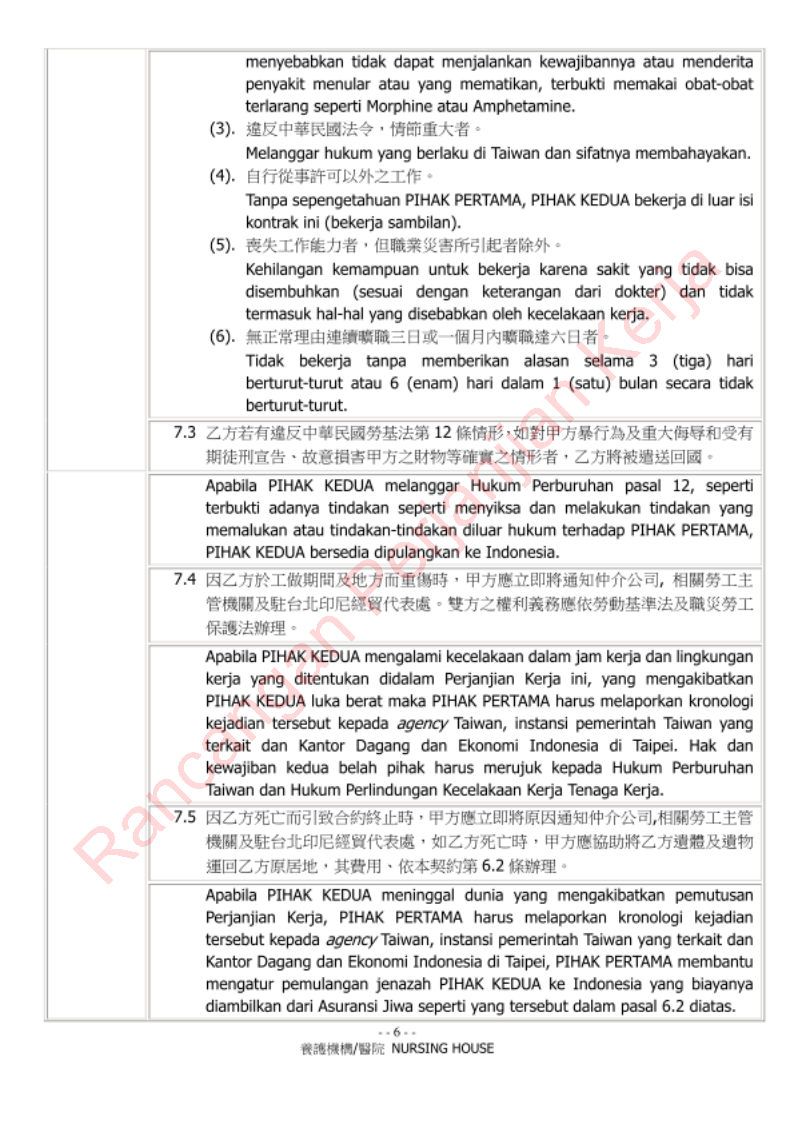 menyebabkan tidak dapat menjalankan kewajibannya atau menderita
penyakit menular atau yang mematikan, terbukti memakai obat-obat
terlarang seperti Morphine atau Amphetamine.
(3). 違反中華民國法令，情節重大者。
Melanggar hukum yang berlaku di Taiwan dan sifatnya membahayakan.
(4). 自行從事許可以外之工作。
Tanpa sepengetahuan PIHAK PERTAMA, PIHAK KEDUA bekerja di luar isi
kontrak ini (bekerja sambilan).
(5). 喪失工作能力者，但職業災害所引起者除外。
Kehilangan kemampuan untuk bekerja karena sakit yang tidak bisa
disembuhkan (sesuai dengan keterangan dari dokter) dan tidak
termasuk hal-hal yang disebabkan oleh kecelakaan kerja.
(6). 無正常理由連續曠職三日或一個月內曠職達六日者。
Tidak bekerja tanpa memberikan alasan selama 3 (tiga) hari
berturut-turut atau 6 (enam) hari dalam 1 (satu) bulan secara tidak
berturut-turut.
7.3 乙方若有違反中華民國勞基法第 12 條情形，如對甲方暴行為及重大侮辱和受有
期徒刑宣告、故意損害甲方之財物等確實之情形者，乙方將被遣送回國。
Apabila PIHAK KEDUA melanggar Hukum Perburuhan pasal 12, seperti
terbukti adanya tindakan seperti menyiksa dan melakukan tindakan yang
memalukan atau tindakan-tindakan diluar hukum terhadap PIHAK PERTAMA,
PIHAK KEDUA bersedia dipulangkan ke Indonesia.
7.4 因乙方於工做期間及地方而重傷時，甲方應立即將通知仲介公司, 相關勞工主
管機關及駐台北印尼經貿代表處。雙方之權利義務應依勞動基準法及職災勞工
保護法辦理。
Apabila PIHAK KEDUA mengalami kecelakaan dalam jam kerja dan lingkungan
kerja yang ditentukan didalam Perjanjian Kerja ini, yang mengakibatkan
PIHAK KEDUA luka berat maka PIHAK PERTAMA harus melaporkan kronologi
kejadian tersebut kepada agency Taiwan, instansi pemerintah Taiwan yang
terkait dan Kantor Dagang dan Ekonomi Indonesia di Taipei. Hak dan
kewajiban kedua belah pihak harus merujuk kepada Hukum Perburuhan
Taiwan dan Hukum Perlindungan Kecelakaan Kerja Tenaga Kerja.
7.5 因乙方死亡而引致合約終止時，甲方應立即將原因通知仲介公司,相關勞工主管
機關及駐台北印尼經貿代表處，如乙方死亡時，甲方應協助將乙方遺體及遺物
運回乙方原居地，其費用、依本契約第 6.2 條辦理。
Apabila PIHAK KEDUA meninggal dunia yang mengakibatkan pemutusan
Perjanjian Kerja, PIHAK PERTAMA harus melaporkan kronologi kejadian
tersebut kepada agency Taiwan, instansi pemerintah Taiwan yang terkait dan
Kantor Dagang dan Ekonomi Indonesia di Taipei, PIHAK PERTAMA membantu
mengatur pemulangan jenazah PIHAK KEDUA ke Indonesia yang biayanya
diambilkan dari Asuransi Jiwa seperti yang tersebut dalam pasal 6.2 diatas.
- - 6 - -
養護機構/醫院 NURSING HOUSE
Rancangan Perjanjian Kerja